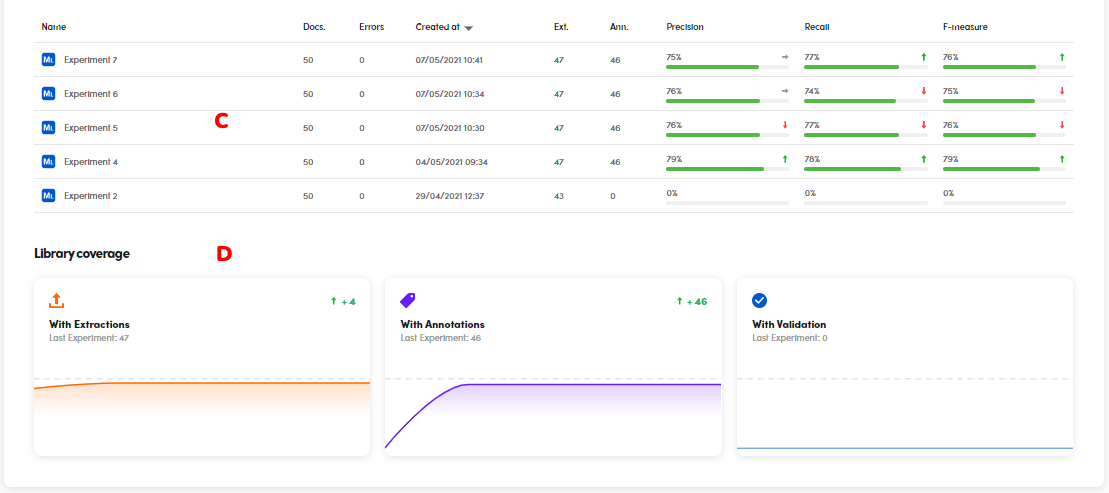 Name Docs. Errors Created at Ext. Ann. Precision Recall F-measure
ML Experiment 7 50 0 07/05/2021 10:41 47 46 75% 77% 76%
ML Experiment 6 50 0 07/05/2021 10:34 47 46 76% 74% 75%
C
ML Experiment 5 50 0 07/05/2021 10:30 47 46 76% 77% 76%
ML Experiment 4 50 0 04/05/2021 09:34 47 46 79% 78% 79%
ML Experiment 2 50 0 29/04/2021 12:37 43 0 0% 0% 0%
Library coverage D
+ 4 + 46
With Extractions With Annotations With Validation
Last Experiment: 47 Last Experiment: 46 Last Experiment: 0